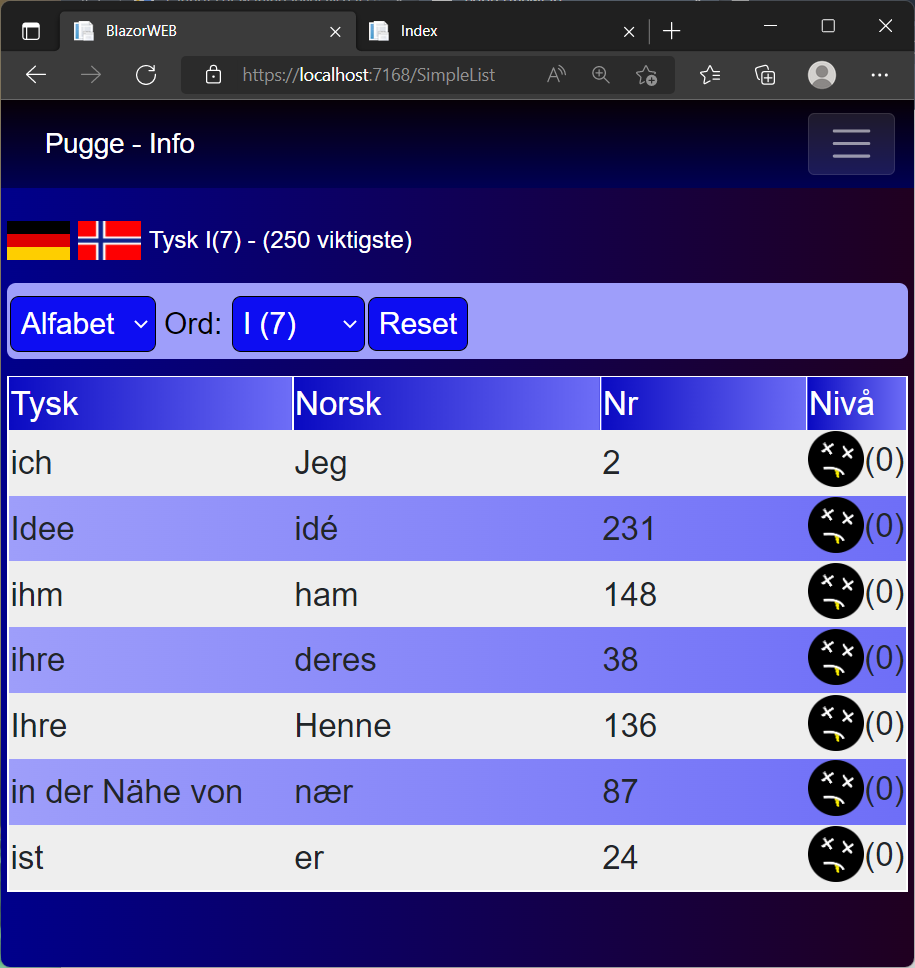 BlazorWEB Index
https://localhost:7168/SimpleList
Pugge - Info
Tysk I(7) - (250 viktigste)
Alfabet Ord: I (7) Reset
Tysk Norsk Nr Nivå
ich Jeg 2 (0)
Idee idé 231 (0)
ihm ham 148 (0)
ihre deres 38 (0)
Ihre Henne 136 (0)
in der Nähe von nær 87 (0)
ist er 24 (0)